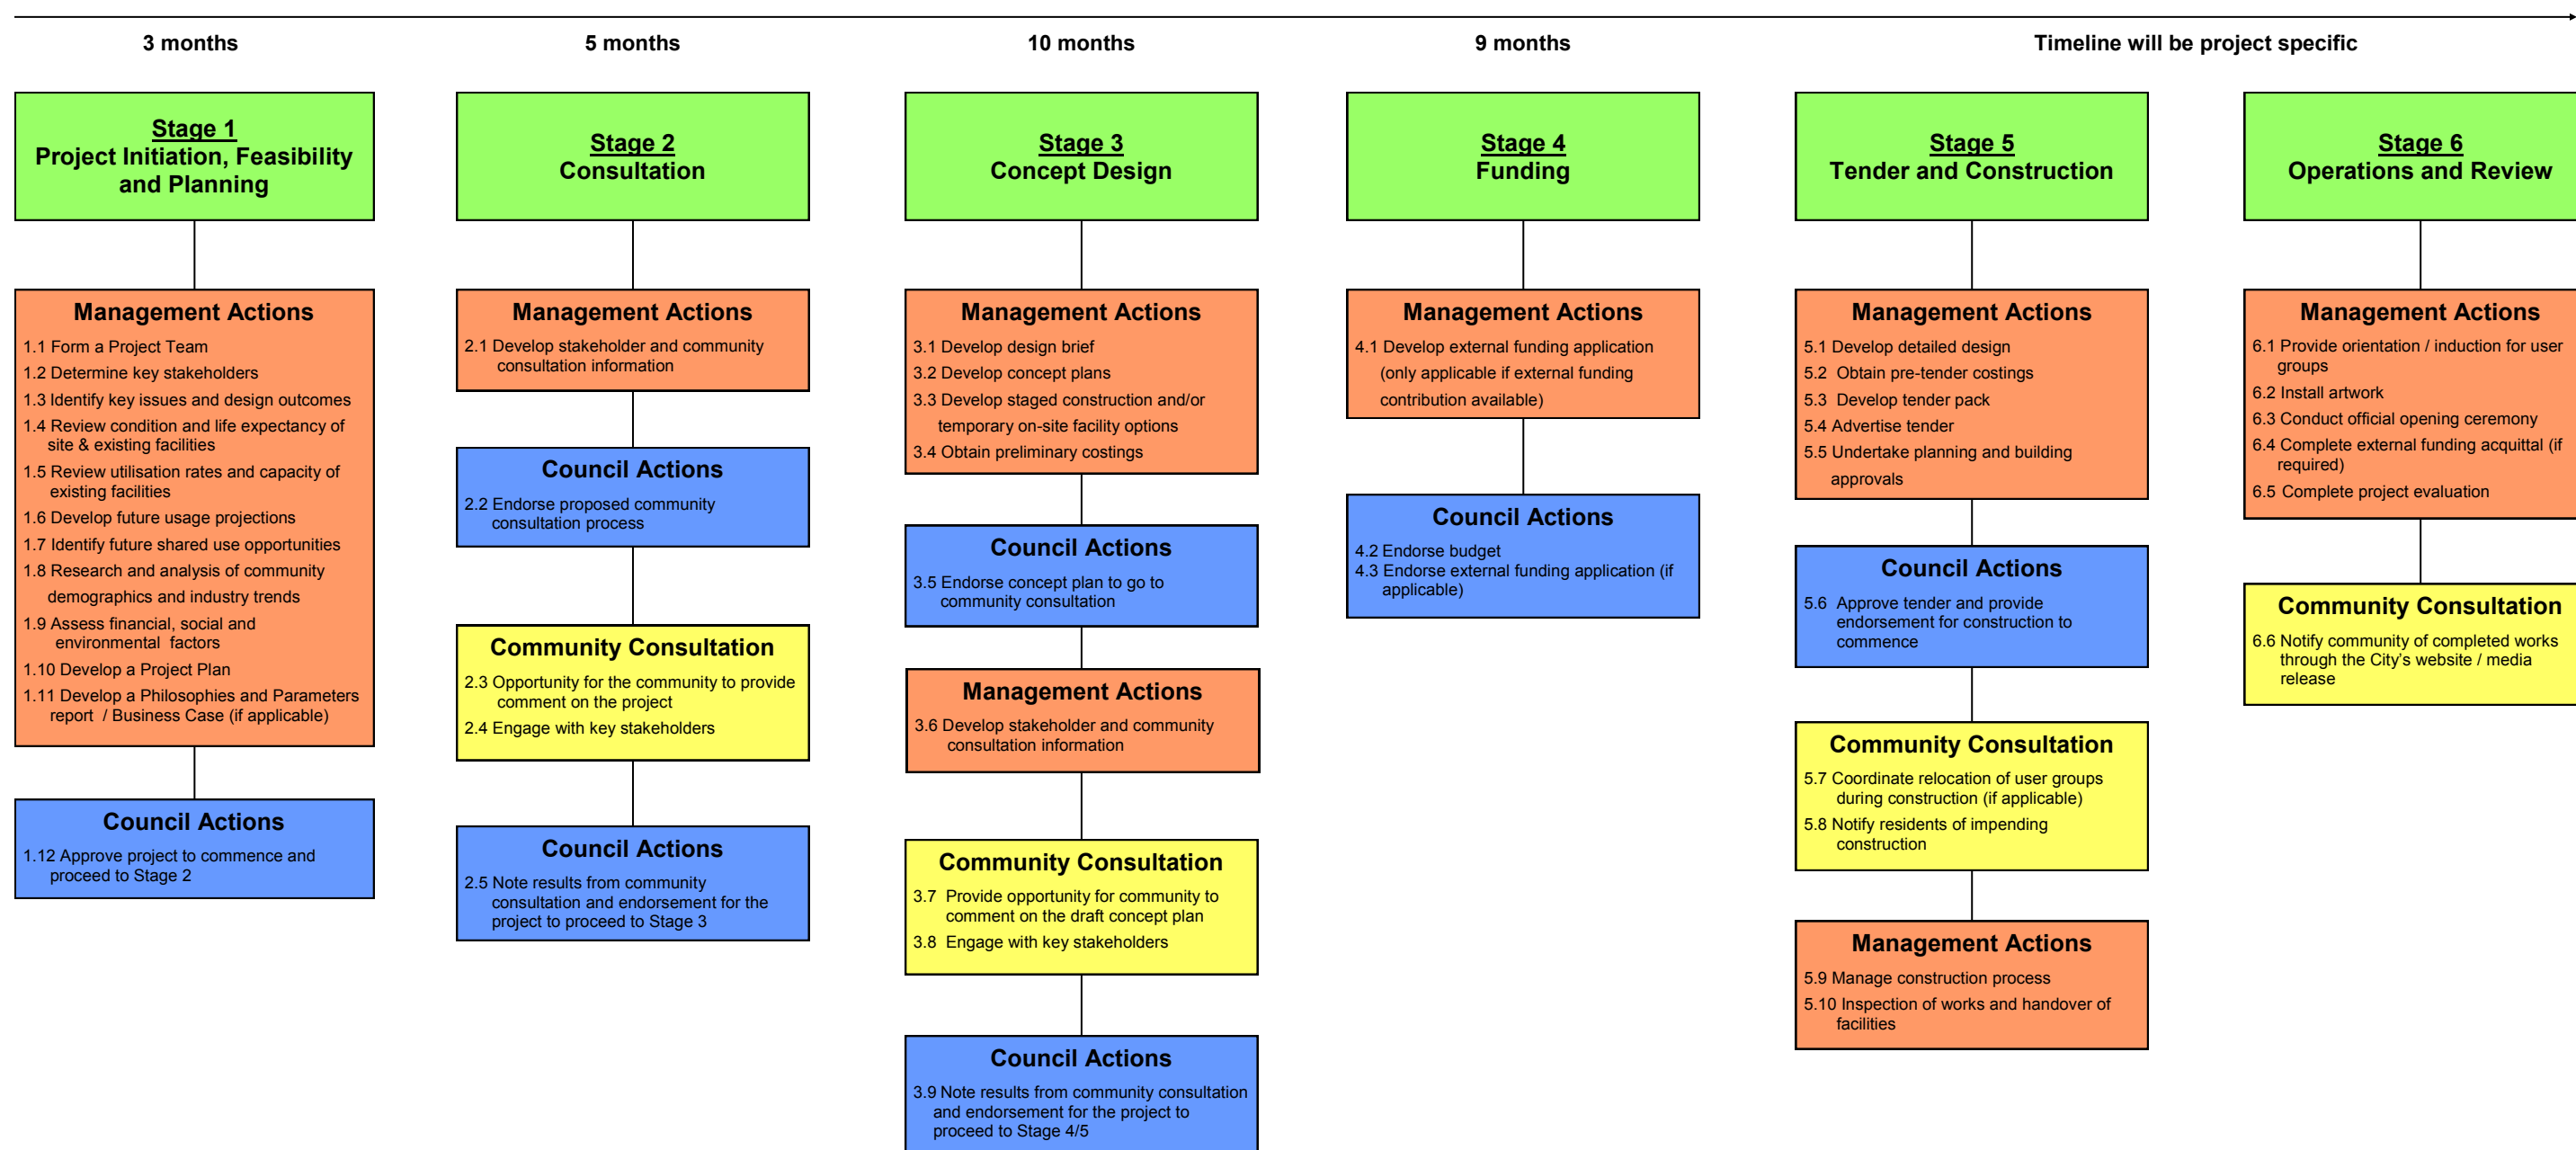 3 months
5 months
10 months
9 months
Timeline will be project specific
Stage 1
Project Initiation, Feasibility
and Planning
Management Actions
1.1 Form a Project Team
1.2 Determine key stakeholders
1.3 Identify key issues and design outcomes
1.4 Review condition and life expectancy of
site & existing facilities
1.5 Review utilisation rates and capacity of
existing facilities
1.6 Develop future usage projections
1.7 Identify future shared use opportunities
1.8 Research and analysis of community
demographics and industry trends
1.9 Assess financial, social and
environmental factors
1.10 Develop a Project Plan
1.11 Develop a Philosophies and Parameters
report / Business Case (if applicable)
Council Actions
1.12 Approve project to commence and
proceed to Stage 2
Stage 2
Consultation
Management Actions
2.1 Develop stakeholder and community
consultation information
Council Actions
2.2 Endorse proposed community
consultation process
Community Consultation
2.3 Opportunity for the community to provide
comment on the project
2.4 Engage with key stakeholders
Council Actions
2.5 Note results from community
consultation and endorsement for the
project to proceed to Stage 3
Stage 3
Concept Design
Management Actions
3.1 Develop design brief
3.2 Develop concept plans
3.3 Develop staged construction and/or
temporary on-site facility options
3.4 Obtain preliminary costings
Council Actions
3.5 Endorse concept plan to go to
community consultation
Management Actions
3.6 Develop stakeholder and community
consultation information
Community Consultation
3.7 Provide opportunity for community to
comment on the draft concept plan
3.8 Engage with key stakeholders
Council Actions
3.9 Note results from community consultation
and endorsement for the project to
proceed to Stage 4/5
Stage 4
Funding
Management Actions
4.1 Develop external funding application
(only applicable if external funding
contribution available)
Council Actions
4.2 Endorse budget
4.3 Endorse external funding application (if
applicable)
Stage 5
Tender and Construction
Management Actions
5.1 Develop detailed design
5.2 Obtain pre-tender costings
5.3 Develop tender pack
5.4 Advertise tender
5.5 Undertake planning and building
approvals
Council Actions
5.6 Approve tender and provide
endorsement for construction to
commence
Community Consultation
5.7 Coordinate relocation of user groups
during construction (if applicable)
5.8 Notify residents of impending
construction
Management Actions
5.9 Manage construction process
5.10 Inspection of works and handover of
facilities
Stage 6
Operations and Review
Management Actions
6.1 Provide orientation / induction for user
groups
6.2 Install artwork
6.3 Conduct official opening ceremony
6.4 Complete external funding acquittal (if
required)
6.5 Complete project evaluation
Community Consultation
6.6 Notify community of completed works
through the City's website / media
release